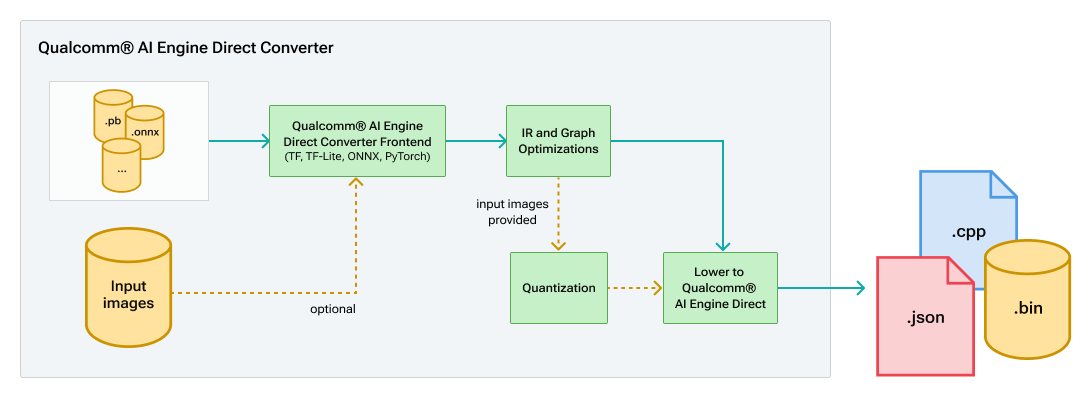 Qualcomm® AI Engine Direct Converter
.pb
.onnx
...
Qualcomm® AI Engine
Direct Converter Frontend
(TF, TF-Lite, ONNX, PyTorch)
IR and Graph
Optimizations
input images
provided
Input
images
optional
Quantization
Lower to
Qualcomm®
AI Engine Direct
.cpp
.json
.bin